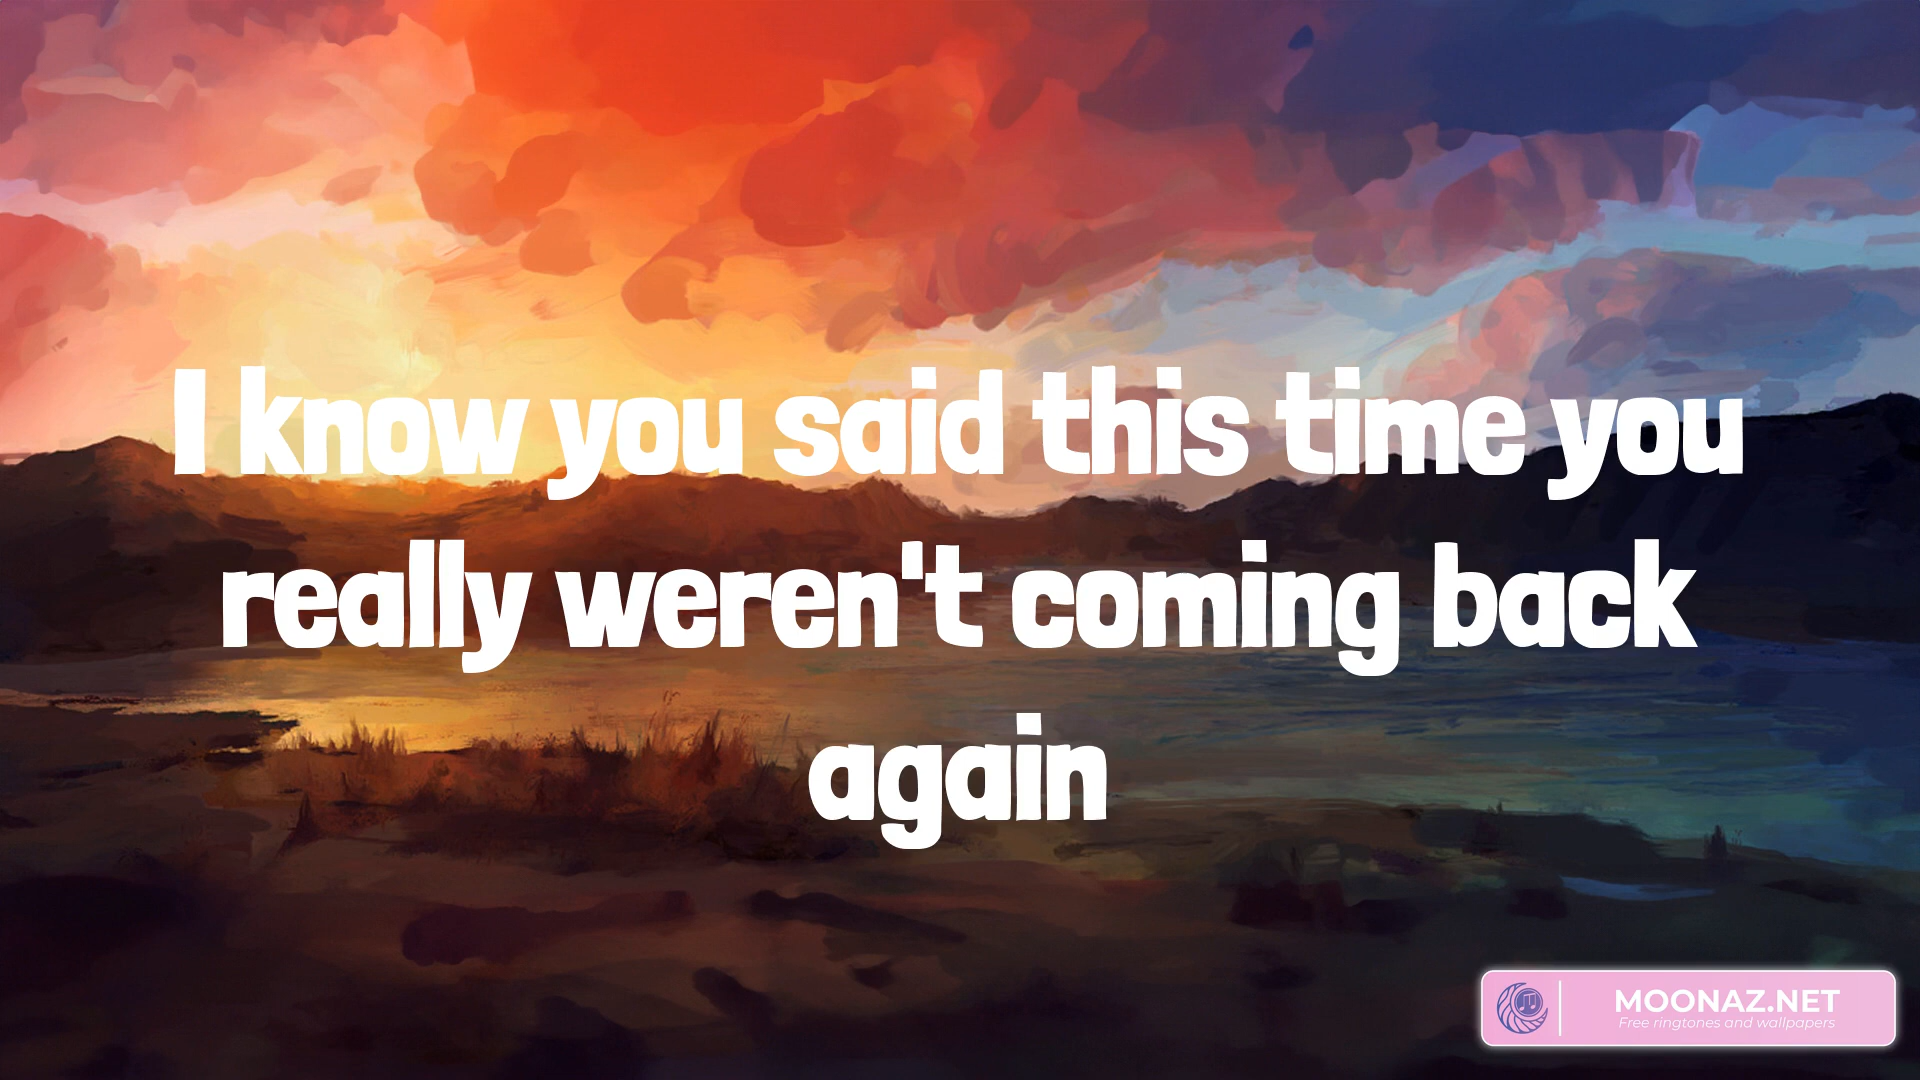 I know you said this time you
really weren't coming back
again
MOONAZ.NET
Free ringtones and wallpapers